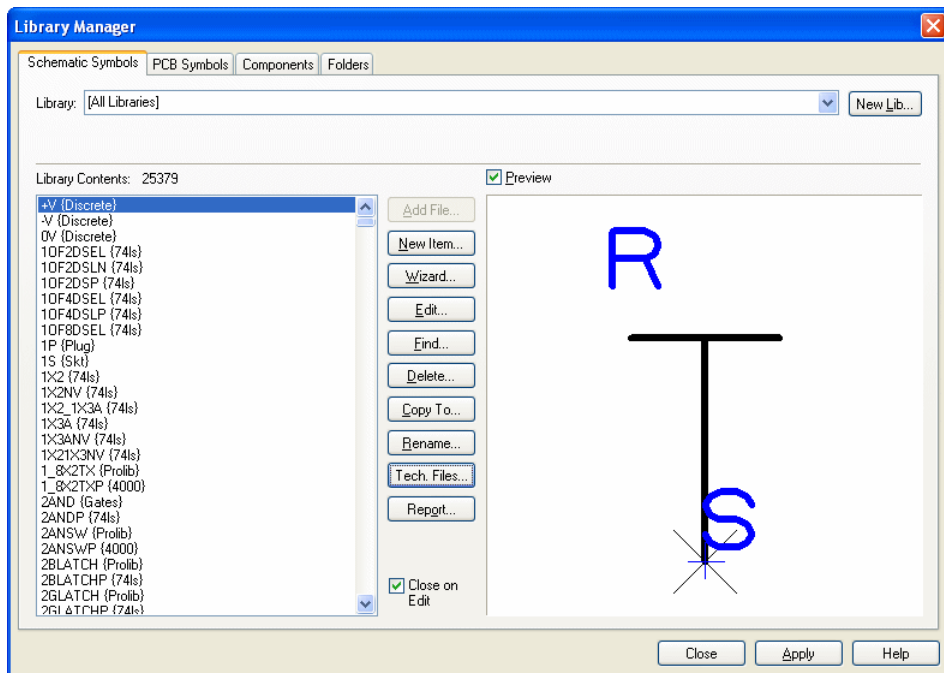 Library Manager
Schematic Symbols PCB Symbols Components Folders
Library: [All Libraries] New Lib...
Library Contents: 25379
Preview
+V {Discrete}
-V {Discrete}
0V {Discrete}
1OF2DSEL {74ls}
1OF2DSLN {74ls}
1OF2DSP {74ls}
1OF4DSEL {74ls}
1OF4DSLP {74ls}
1OF8DSEL {74ls}
1P {Plug}
1S {Skt}
1X2 {74ls}
1X2NV {74ls}
1X2_1X3A {74ls}
1X3A {74ls}
1X3ANV {74ls}
1X21X3NV {74ls}
1_8X2TX {Prolib}
1_8X2TXP {4000}
2AND {Gates}
2ANDP {74ls}
2ANSW {Prolib}
2ANSWP {4000}
2BLATCH {Prolib}
2BLATCHP {74ls}
2GLATCH {Prolib}
2GLATCHP {74ls}
Add File...
New Item...
Wizard...
Edit...
Find...
Delete...
Copy To...
Rename...
Tech. Files...
Report...
Close on
Edit
R
S
Close Apply Help